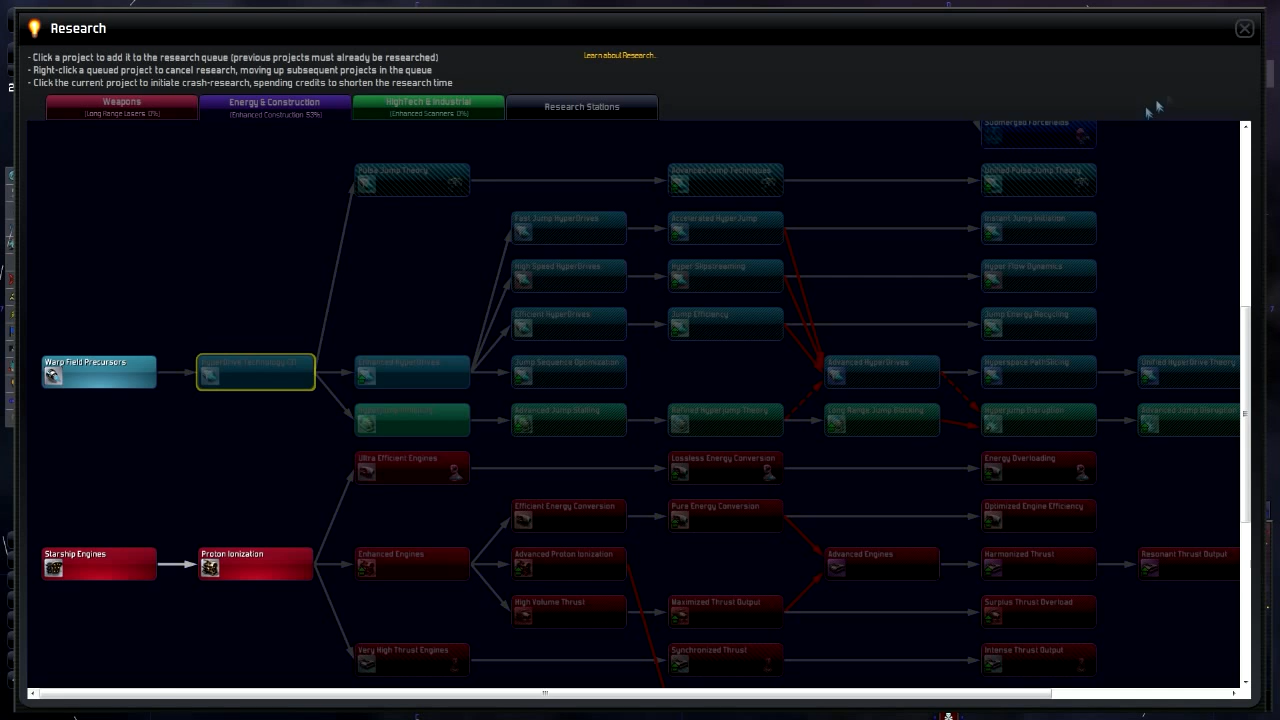 Research
- Click a project to add it to the research queue (previous projects must already be researched)
Learn about Research..
- Right-click a queued project to cancel research, moving up subsequent projects in the queue
- Click the current project to initiate crash-research, spending credits to shorten the research time
Weapons
(Long Range Lasers: 0%)
Energy & Construction
(Enhanced Construction: 53%)
HighTech & Industrial
(Enhanced Scanners: 0%)
Research Stations
Submerged Forcefields
Pulse Jump Theory
Advanced Jump Techniques
Unified Pulse Jump Theory
Fast Jump HyperDrives
Accelerated HyperJump
Instant Jump Initiation
High Speed HyperDrives
Hyper Slipstreaming
Hyper Flow Dynamics
Efficient HyperDrives
Jump Efficiency
Jump Energy Recycling
Warp Field Precursors
HyperDrive Technology
Enhanced HyperDrives
Jump Sequence Optimization
Advanced HyperDrives
Hyperspace PathSlicing
Unified HyperDrive Theory
Advanced Jump Stalling
Refined Hyperjump Theory
Long Range Jump Blocking
Hyperjump Disruption
Advanced Jump Disruption
Ultra Efficient Engines
Lossless Energy Conversion
Energy Overloading
Efficient Energy Conversion
Pure Energy Conversion
Optimized Engine Efficiency
Starship Engines
Proton Ionization
Enhanced Engines
Advanced Proton Ionization
Advanced Engines
Harmonized Thrust
Resonant Thrust Output
High Volume Thrust
Maximized Thrust Output
Surplus Thrust Overload
Very High Thrust Engines
Synchronized Thrust
Intense Thrust Output